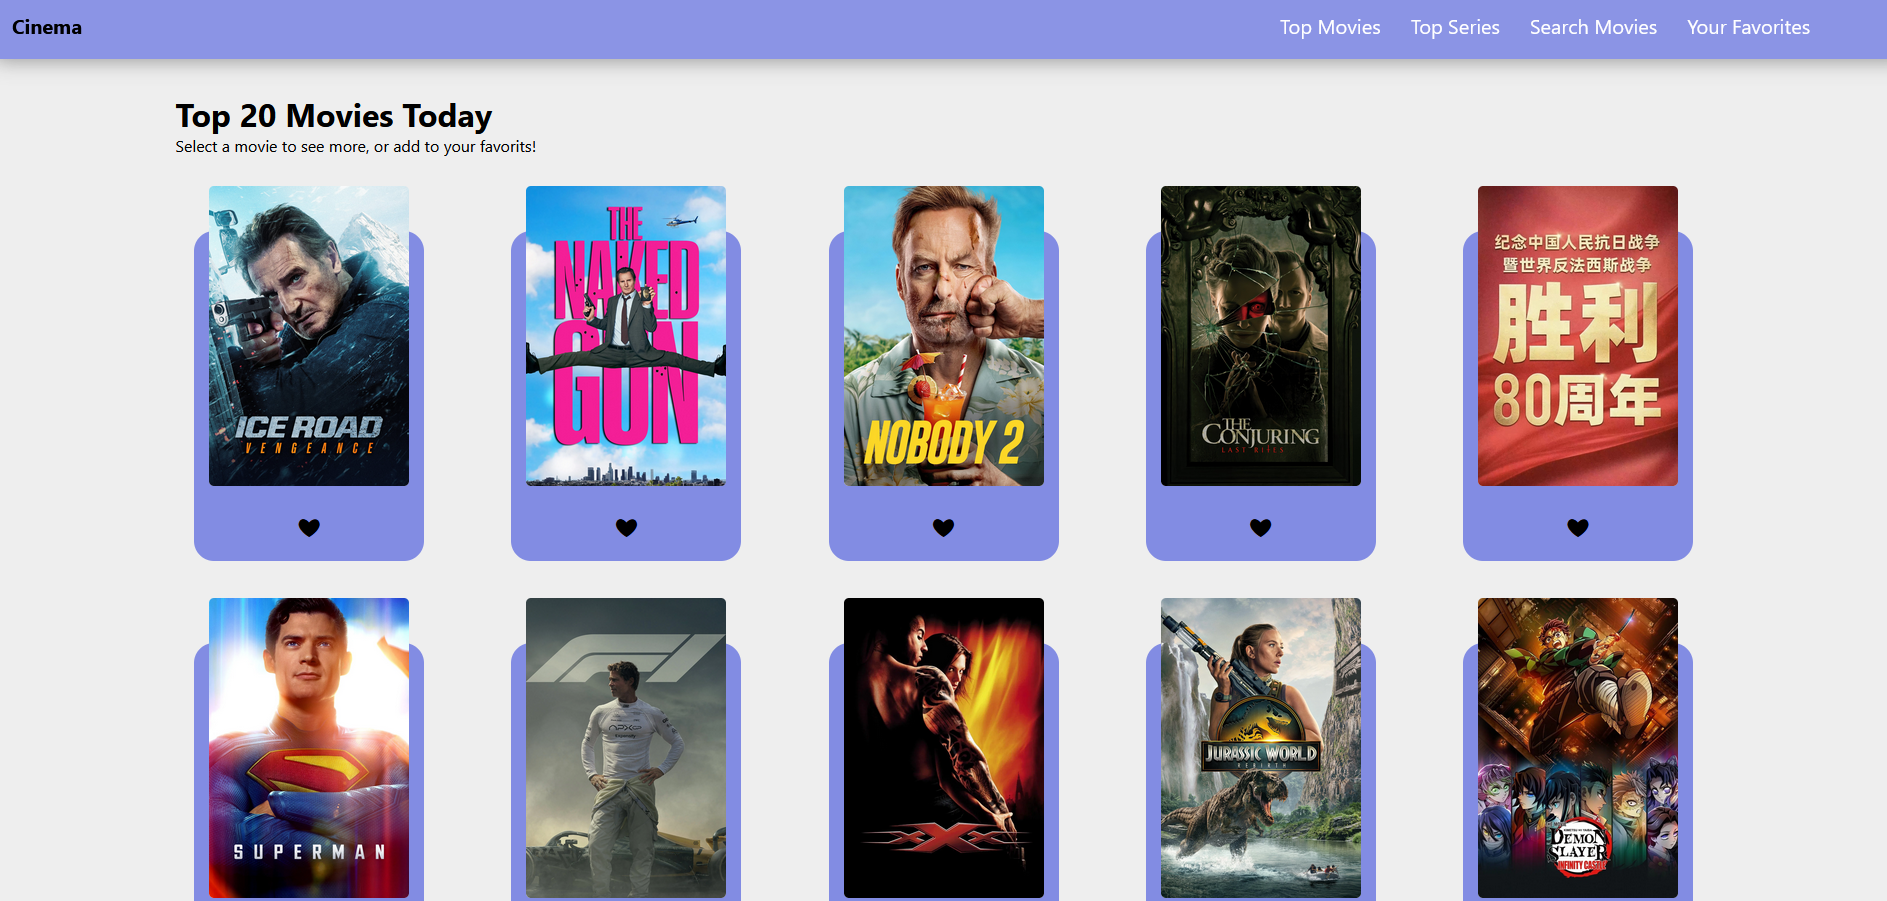 Cinema
Top Movies
Top Series
Search Movies
Your Favorites
Top 20 Movies Today
Select a movie to see more, or add to your favorits!
ICE ROAD
VENGEANCE
THE
NAKED
GUN
NOBODY 2
THE
CONJURING
LAST RITES
纪念中国人民抗日战争
暨世界反法西斯战争
胜利
80周年
SUPERMAN
APXGP
XXX
JURASSIC WORLD
REBIRTH
DEMON
SLAYER
INFINITY CASTLE